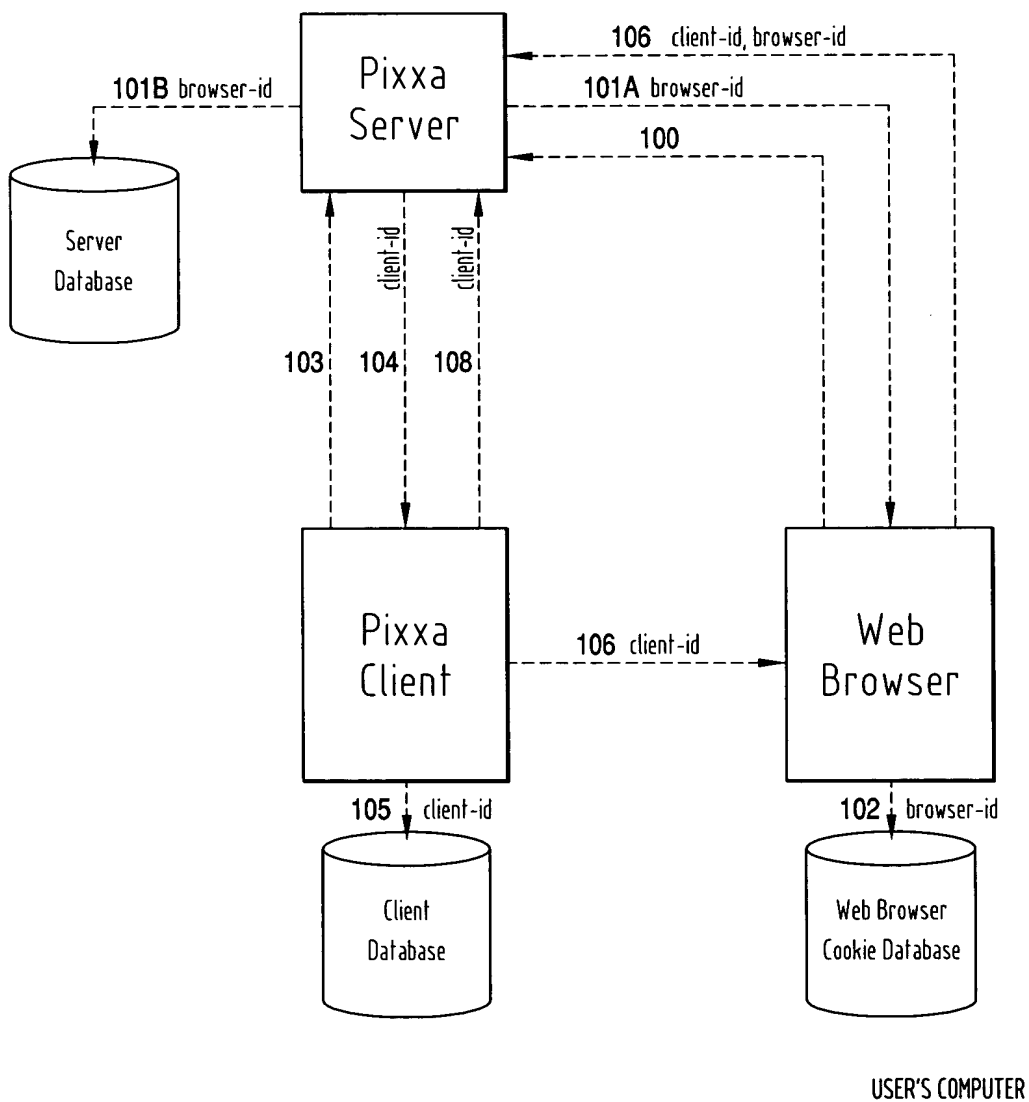 106 client-id, browser-id
Pixxa
Server
101B browser-id
101A browser-id
100
Server
Database
client-id
client-id
103
104
108
Pixxa
Client
106 client-id
Web
Browser
105 client-id
102 browser-id
Client
Database
Web Browser
Cookie Database
USER'S COMPUTER